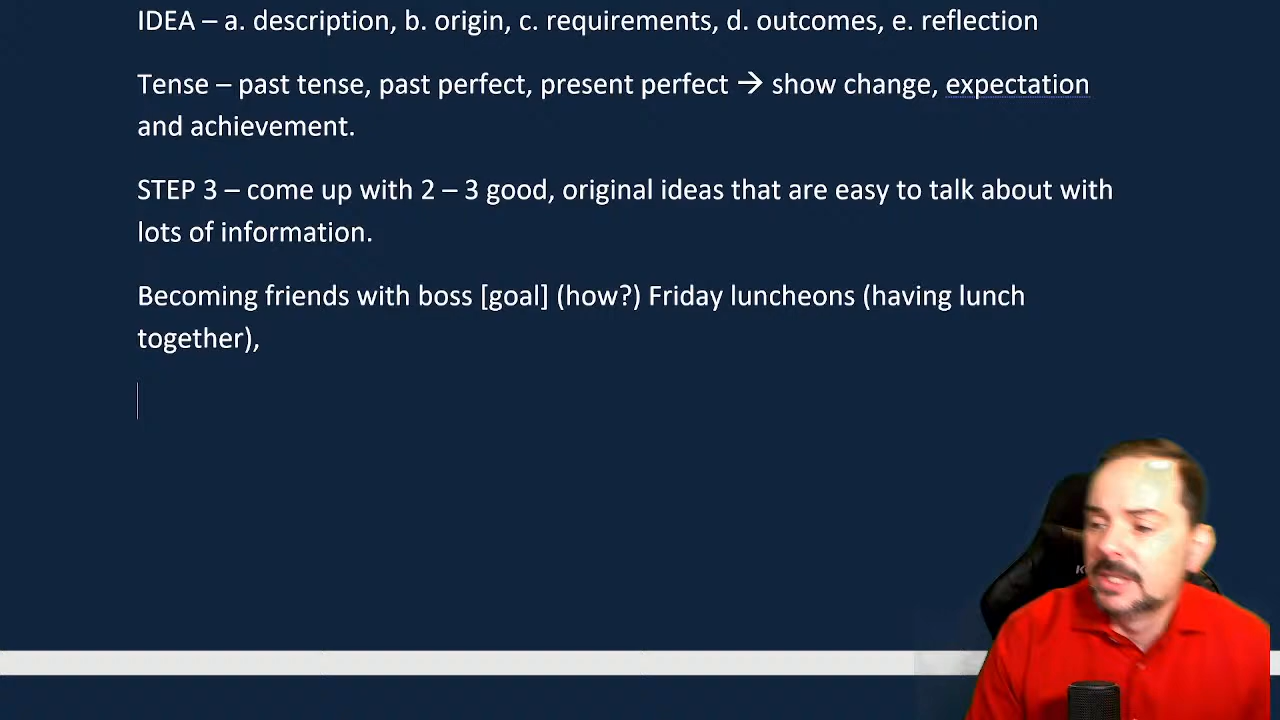 IDEA – a. description, b. origin, c. requirements, d. outcomes, e. reflection
Tense – past tense, past perfect, present perfect → show change, expectation
and achievement.
STEP 3 – come up with 2 – 3 good, original ideas that are easy to talk about with
lots of information.
Becoming friends with boss [goal] (how?) Friday luncheons (having lunch
together),